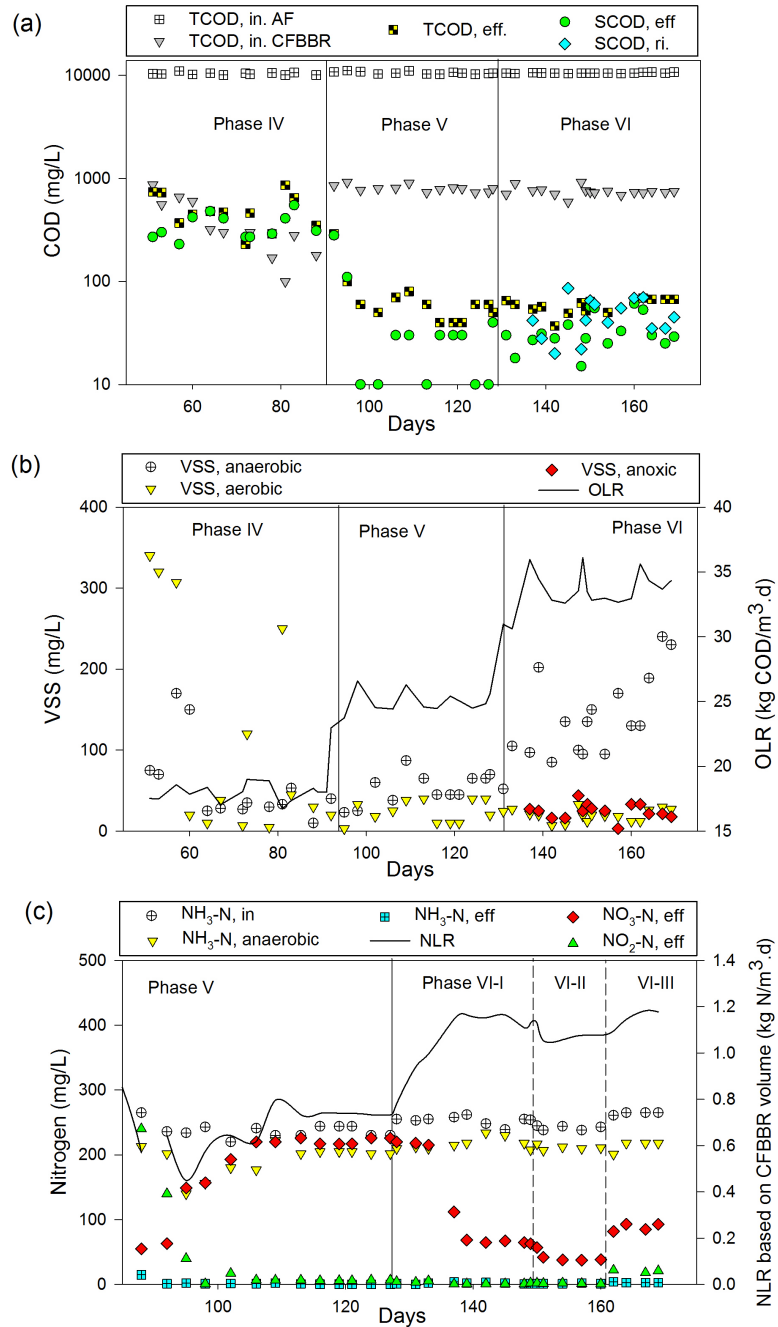 (a)
TCOD, in. AF
TCOD, in. CFBBR
TCOD, eff.
SCOD, eff
SCOD, ri.
COD (mg/L)
10000
1000
100
10
Phase IV
Phase V
Phase VI
60
80
100
120
140
160
Days
(b)
VSS, anaerobic
VSS, aerobic
VSS, anoxic
OLR
VSS (mg/L)
400
300
200
100
0
Phase IV
Phase V
Phase VI
40
35
30
25
20
15
OLR (kg COD/m³.d)
60
80
100
120
140
160
Days
(c)
NH₃-N, in
NH₃-N, anaerobic
NH₃-N, eff
NLR
NO₃-N, eff
NO₂-N, eff
Nitrogen (mg/L)
500
400
300
200
100
0
Phase V
Phase VI-I
VI-II
VI-III
1.4
1.2
1.0
0.8
0.6
0.4
0.2
0.0
NLR based on CFBBR volume (kg N/m³.d)
100
120
140
160
Days